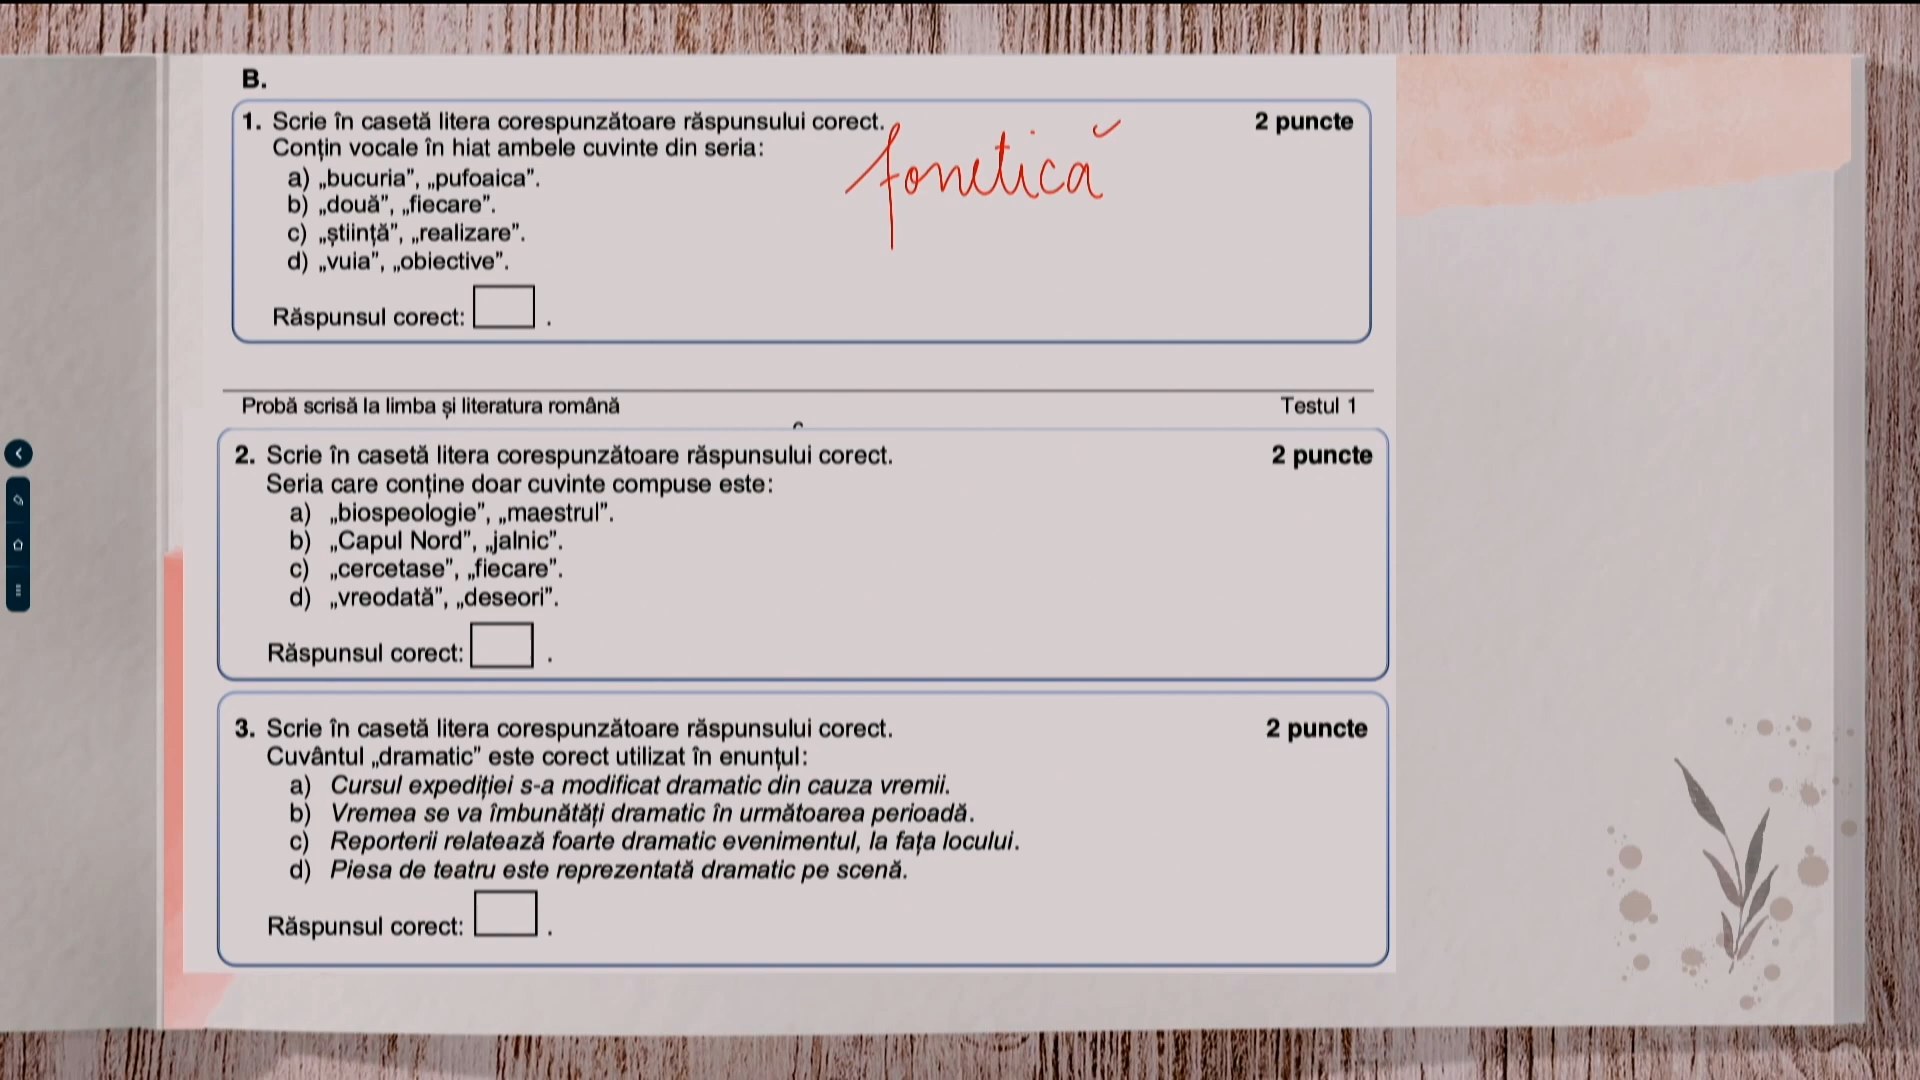 B.
1. Scrie în casetă litera corespunzătoare răspunsului corect. 2 puncte
Conțin vocale în hiat ambele cuvinte din seria:
fonetică
a) „bucuria”, „pufoaica”.
b) „două”, „fiecare”.
c) „știință”, „realizare”.
d) „vuia”, „obiective”.
Răspunsul corect: .
Probă scrisă la limba și literatura română Testul 1
2. Scrie în casetă litera corespunzătoare răspunsului corect. 2 puncte
Seria care conține doar cuvinte compuse este:
a) „biospeologie”, „maestrul”.
b) „Capul Nord”, „jalnic”.
c) „cercetase”, „fiecare”.
d) „vreodată”, „deseori”.
Răspunsul corect: .
3. Scrie în casetă litera corespunzătoare răspunsului corect. 2 puncte
Cuvântul „dramatic” este corect utilizat în enunțul:
a) Cursul expediției s-a modificat dramatic din cauza vremii.
b) Vremea se va îmbunătăți dramatic în următoarea perioadă.
c) Reporterii relatează foarte dramatic evenimentul, la fața locului.
d) Piesa de teatru este reprezentată dramatic pe scenă.
Răspunsul corect: .